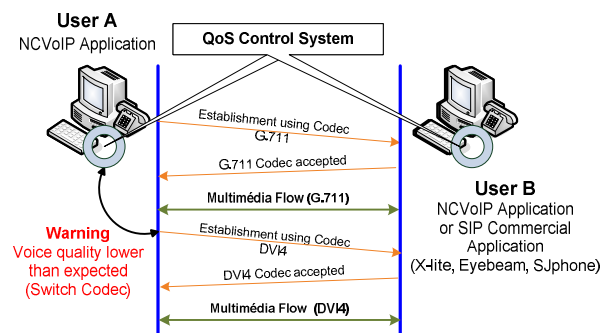 User A
NCVoIP Application
QoS Control System
Establishment using Codec
G.711
G.711 Codec accepted
Multimédia Flow (G.711)
Warning
Voice quality lower
than expected
(Switch Codec)
Establishment using Codec
DVI4
DVI4 Codec accepted
Multimédia Flow (DVI4)
User B
NCVoIP Application
or SIP Commercial
Application
(X-lite, Eyebeam, SJphone)